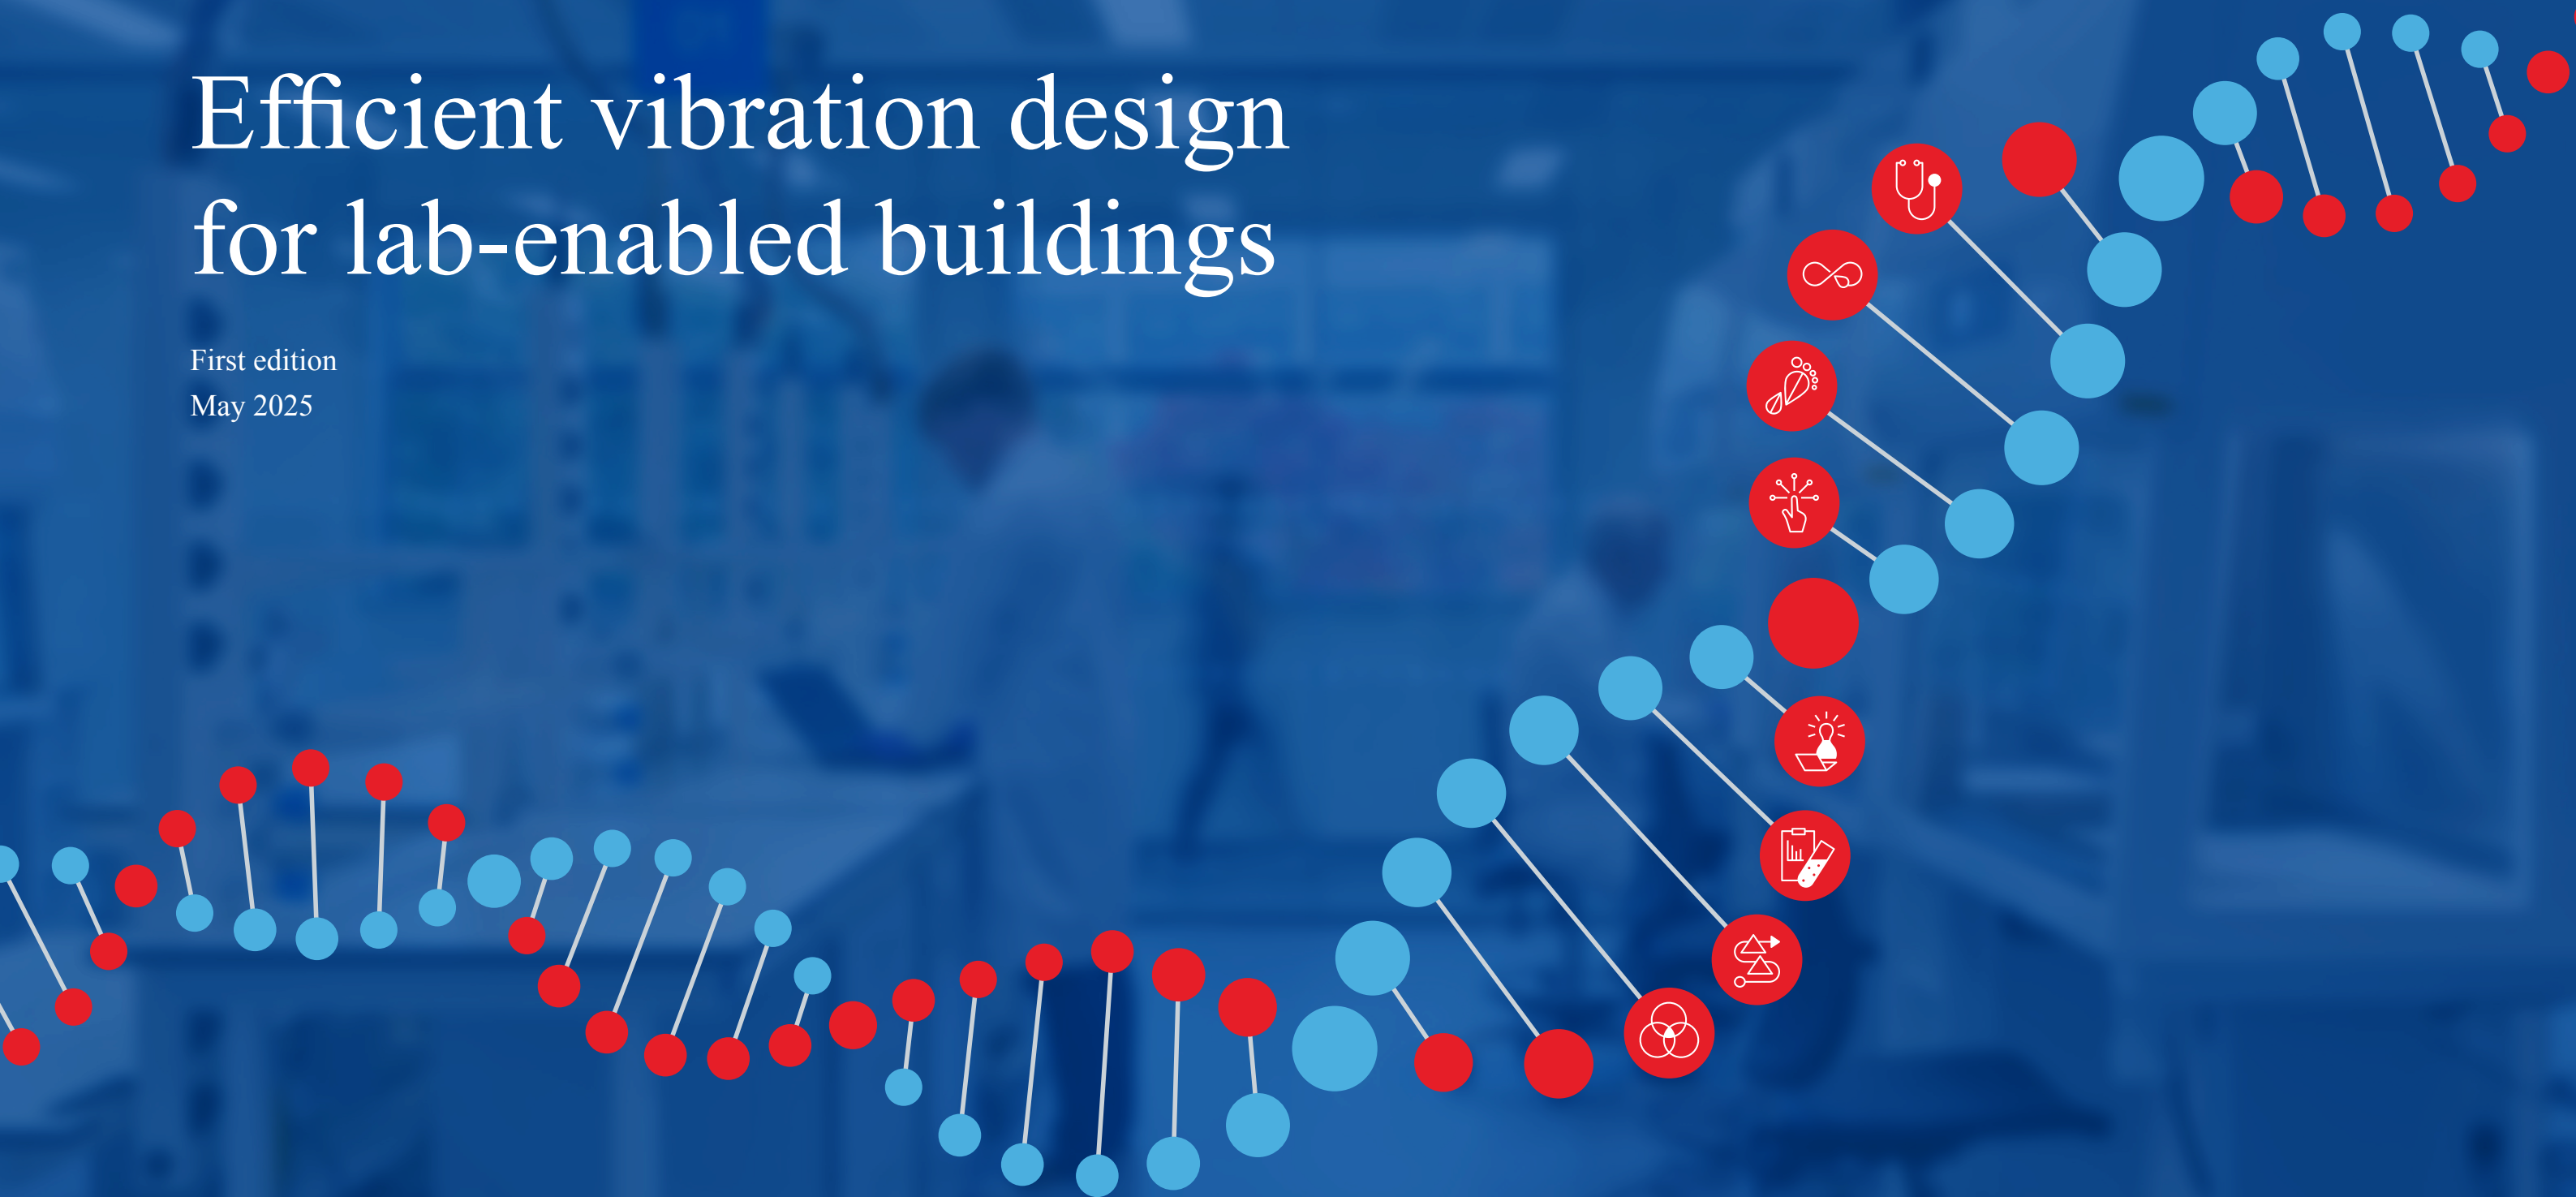 Efficient vibration design
for lab-enabled buildings
First edition
May 2025